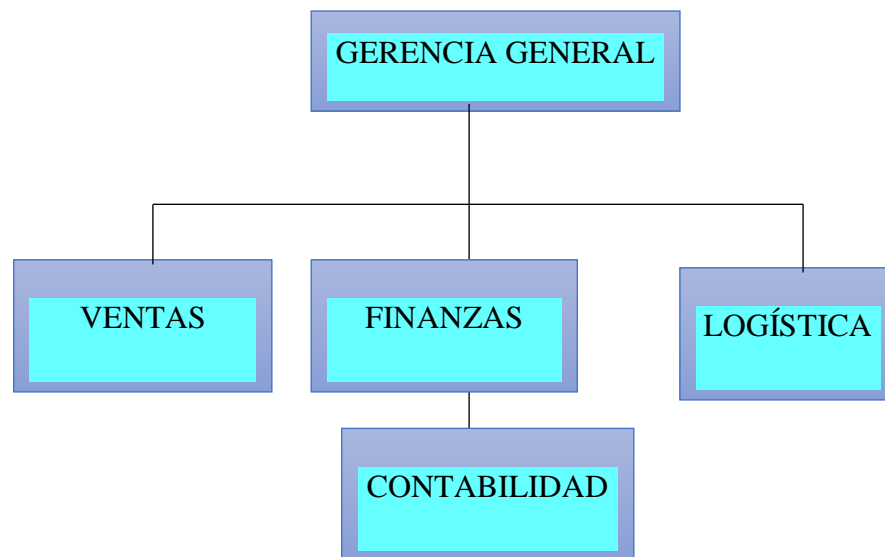 GERENCIA GENERAL
VENTAS
FINANZAS
LOGÍSTICA
CONTABILIDAD